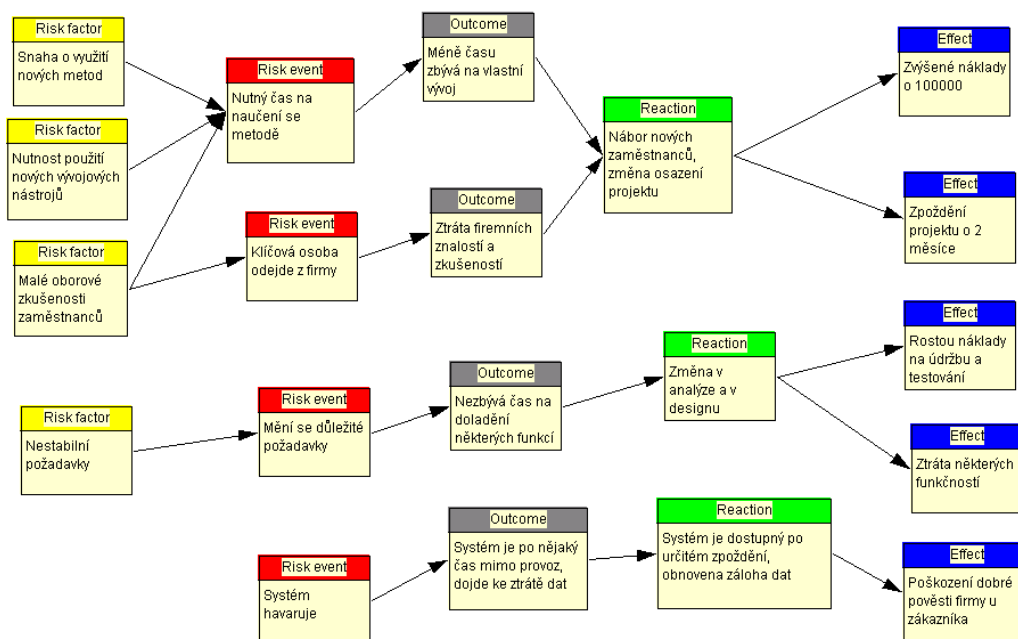 Risk factor
Snaha o využití
nových metod
Risk factor
Nutnost použití
nových vývojových
nástrojů
Risk factor
Malé oborové
zkušenosti
zaměstnanců
Risk event
Nutný čas na
naučení se
metodě
Risk event
Klíčová osoba
odejde z firmy
Outcome
Méně času
zbývá na vlastní
vývoj
Outcome
Ztráta firemních
znalostí a
zkušeností
Reaction
Nábor nových
zaměstnanců,
změna osazení
projektu
Effect
Zvýšené náklady
o 100000
Effect
Zpoždění
projektu o 2
měsíce
Risk factor
Nestabilní
požadavky
Risk event
Mění se důležité
požadavky
Outcome
Nezbývá čas na
doladění
některých funkcí
Reaction
Změna v
analýze a v
designu
Effect
Rostou náklady
na údržbu a
testování
Effect
Ztráta některých
funkčností
Risk event
Systém
havaruje
Outcome
Systém je po nějaký
čas mimo provoz,
dojde ke ztrátě dat
Reaction
Systém je dostupný po
určitém zpoždění,
obnovena záloha dat
Effect
Poškození dobré
pověsti firmy u
zákazníka